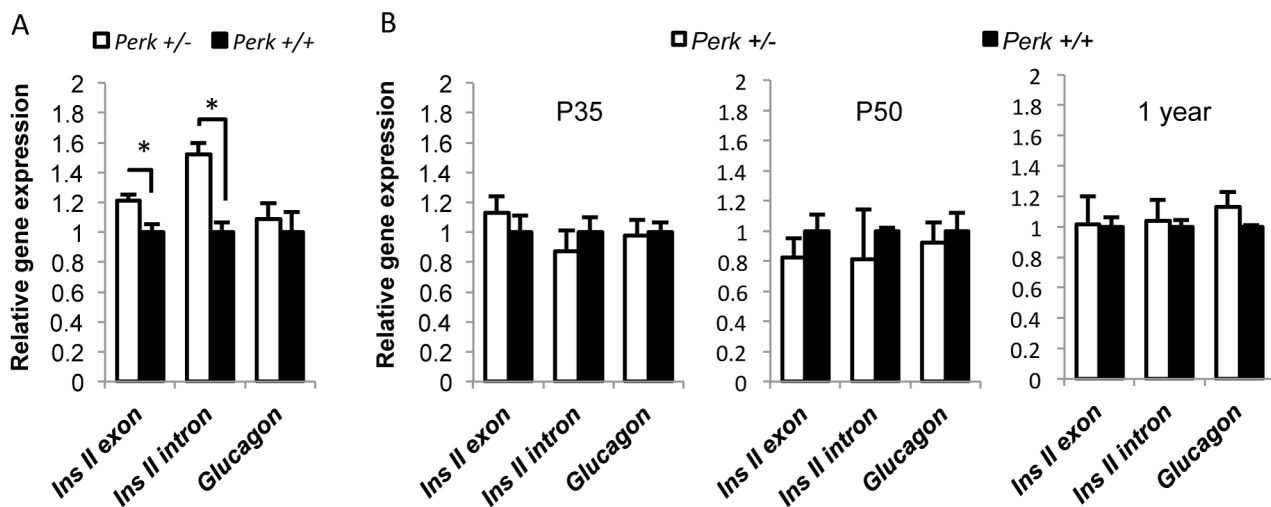 A
Perk +/- Perk +/+
Relative gene expression
2
1.8
1.6
1.4
1.2
1
0.8
0.6
0.4
0.2
0
*
*
Ins II exon
Ins II intron
Glucagon
B
Perk +/- Perk +/+
Relative gene expression
P35
2
1.8
1.6
1.4
1.2
1
0.8
0.6
0.4
0.2
0
Ins II exon
Ins II intron
Glucagon
P50
2
1.8
1.6
1.4
1.2
1
0.8
0.6
0.4
0.2
0
Ins II exon
Ins II intron
Glucagon
1 year
2
1.8
1.6
1.4
1.2
1
0.8
0.6
0.4
0.2
0
Ins II exon
Ins II intron
Glucagon